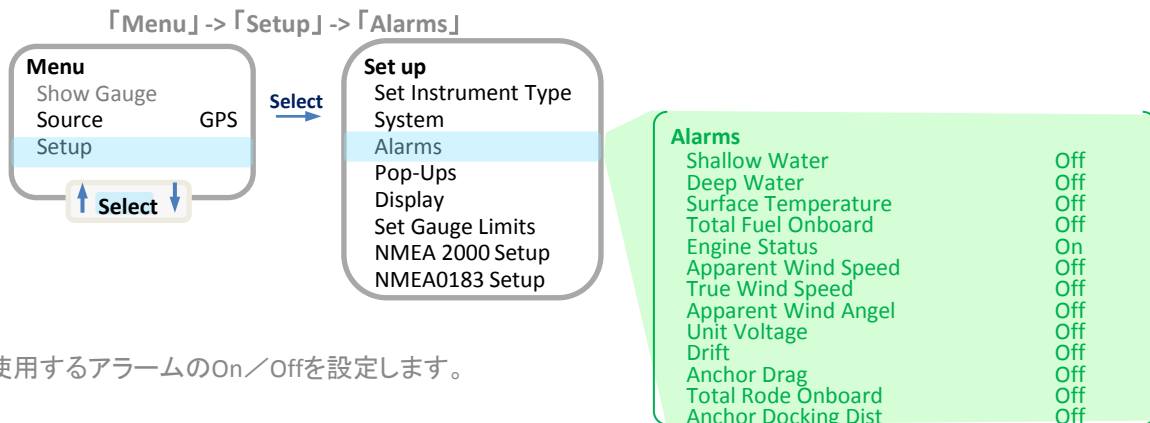 「Menu」 -> 「Setup」 -> 「Alarms」
Menu
Show Gauge
Source GPS
Setup
Select
Select
Set up
Set Instrument Type
System
Alarms
Pop-Ups
Display
Set Gauge Limits
NMEA 2000 Setup
NMEA0183 Setup
Alarms
Shallow Water Off
Deep Water Off
Surface Temperature Off
Total Fuel Onboard Off
Engine Status On
Apparent Wind Speed Off
True Wind Speed Off
Apparent Wind Angel Off
Unit Voltage Off
Drift Off
Anchor Drag Off
Total Rode Onboard Off
Anchor Docking Dist Off
使用するアラームのOn／Offを設定します。